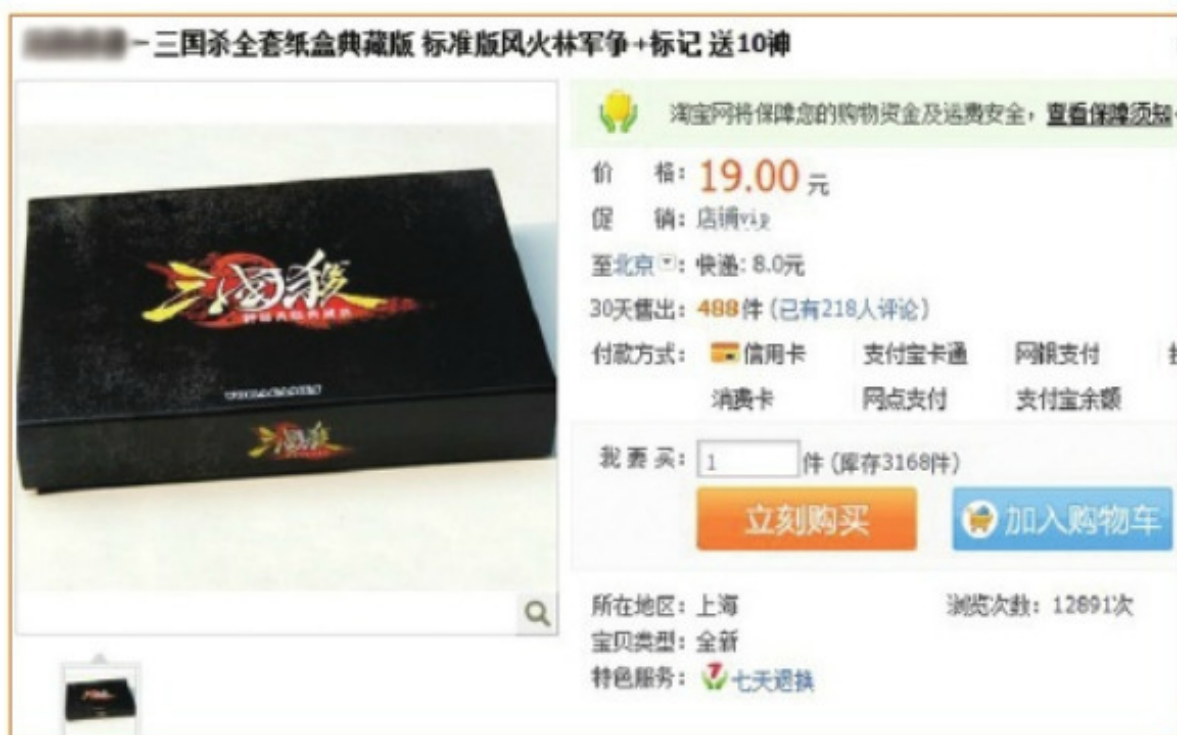 - 三国杀全套纸盒典藏版 标准版风火林军争+标记 送10神
淘宝网将保障您的购物资金及运费安全，查看保障须知
价 格：19.00 元
促 销：店铺vip
至北京：快递: 8.0元
30天售出：488 件 (已有218人评论)
付款方式： 信用卡 支付宝卡通 网银支付
消费卡 网点支付 支付宝余额
三国杀
三国杀
我要买：1 件 (库存3168件)
立刻购买 加入购物车
所在地区：上海 浏览次数：12891次
宝贝类型：全新
特色服务：7 七天退换